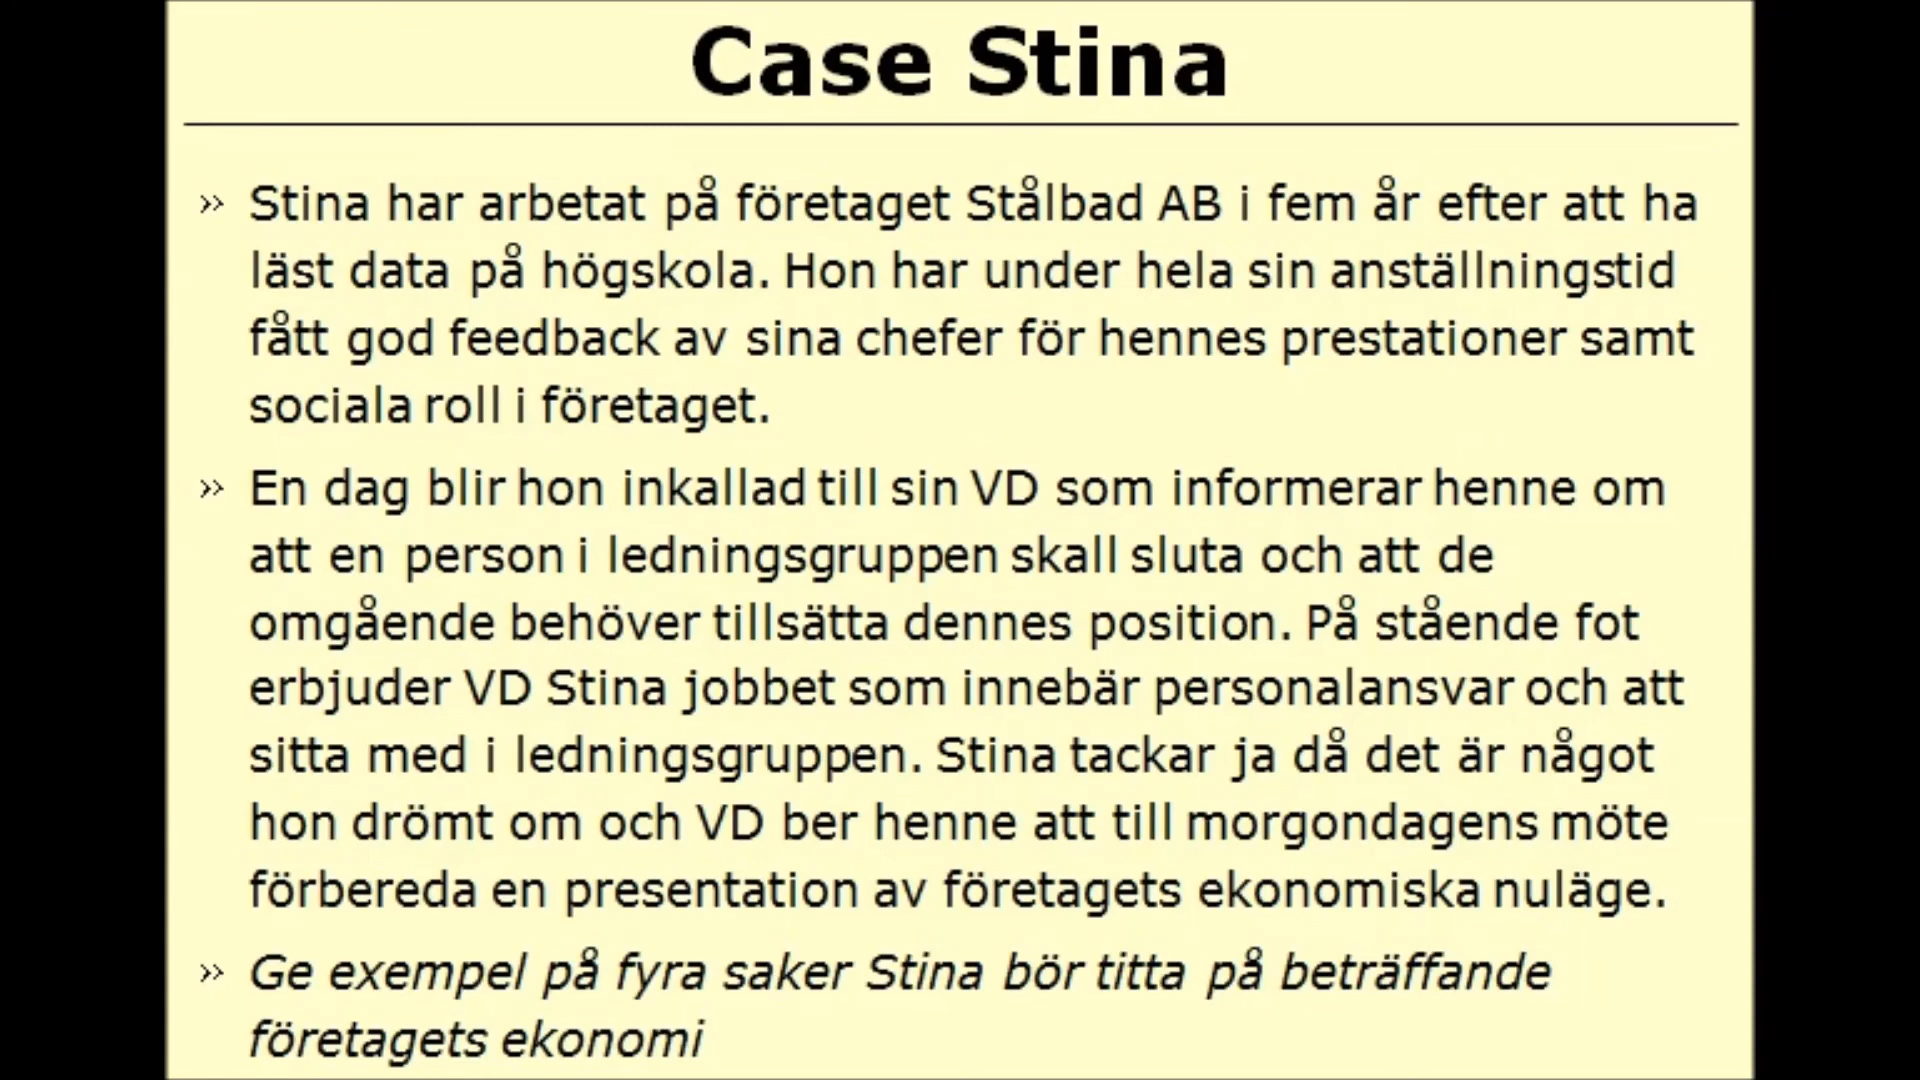 Case Stina
» Stina har arbetat på företaget Stålbad AB i fem år efter att ha
läst data på högskola. Hon har under hela sin anställningstid
fått god feedback av sina chefer för hennes prestationer samt
sociala roll i företaget.
» En dag blir hon inkallad till sin VD som informerar henne om
att en person i ledningsgruppen skall sluta och att de
omgående behöver tillsätta dennes position. På stående fot
erbjuder VD Stina jobbet som innebär personalansvar och att
sitta med i ledningsgruppen. Stina tackar ja då det är något
hon drömt om och VD ber henne att till morgondagens möte
förbereda en presentation av företagets ekonomiska nuläge.
» Ge exempel på fyra saker Stina bör titta på beträffande
företagets ekonomi